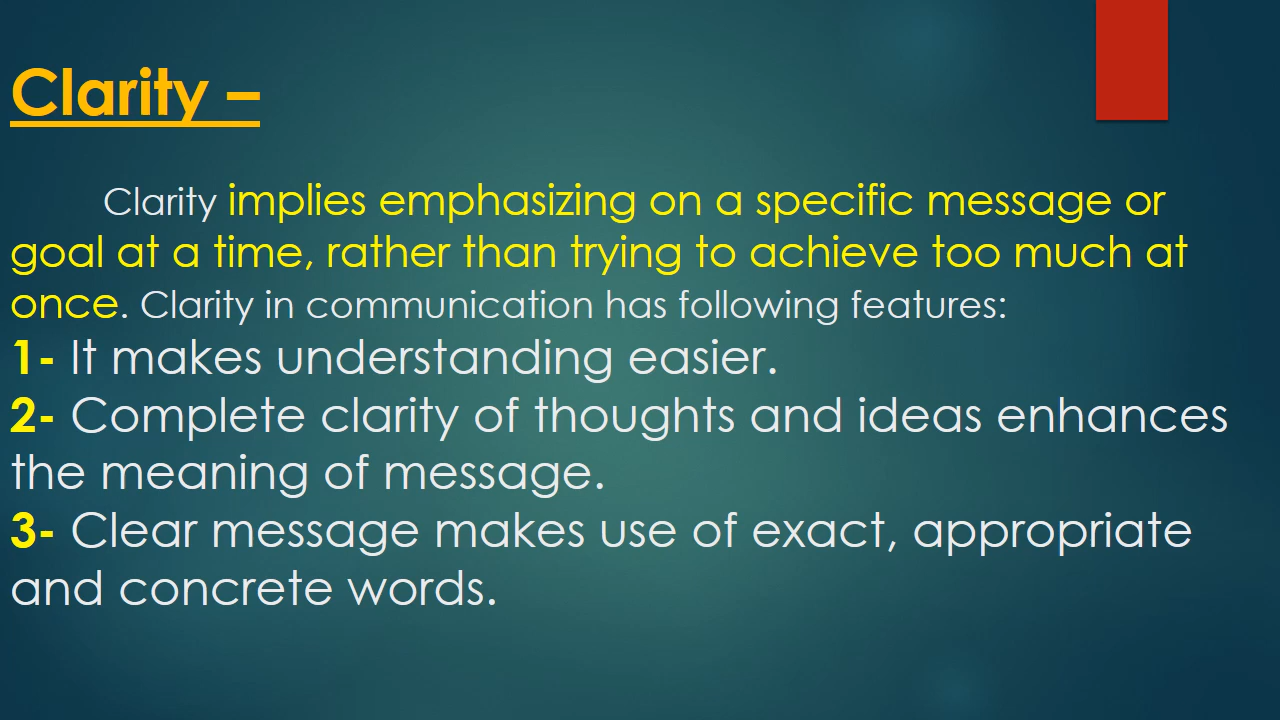 Clarity –
Clarity implies emphasizing on a specific message or
goal at a time, rather than trying to achieve too much at
once. Clarity in communication has following features:
1- It makes understanding easier.
2- Complete clarity of thoughts and ideas enhances
the meaning of message.
3- Clear message makes use of exact, appropriate
and concrete words.